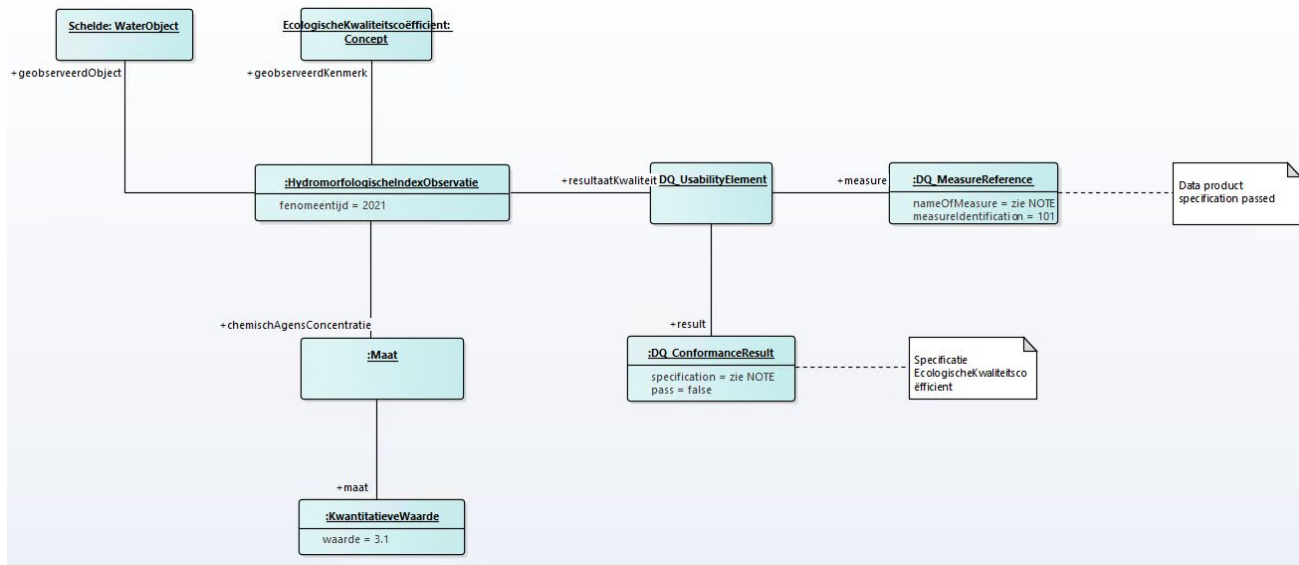 Schelde: WaterObject
EcologischeKwaliteitscoëfficient:
Concept
+geobserveerdObject
+geobserveerdKenmerk
:HydromorfologischeIndexObservatie
fenomeentijd = 2021
+resultaatKwaliteit
DQ_UsabilityElement
+measure
:DQ_MeasureReference
nameOfMeasure = zie NOTE
measureIdentification = 101
Data product
specification passed
+chemischAgensConcentratie
:Maat
+result
:DQ_ConformanceResult
specification = zie NOTE
pass = false
Specificatie
EcologischeKwaliteitsco
ëfficient
+maat
:KwantitatieveWaarde
waarde = 3.1